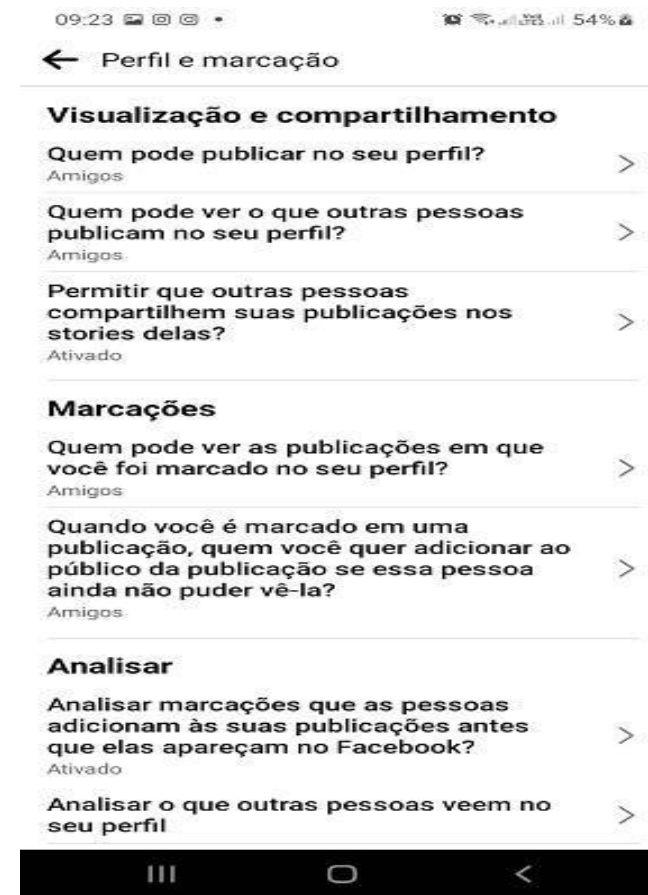 09:23
54%
Perfil e marcação
Visualização e compartilhamento
Quem pode publicar no seu perfil?
Amigos
Quem pode ver o que outras pessoas
publicam no seu perfil?
Amigos
Permitir que outras pessoas
compartilhem suas publicações nos
stories delas?
Ativado
Marcações
Quem pode ver as publicações em que
você foi marcado no seu perfil?
Amigos
Quando você é marcado em uma
publicação, quem você quer adicionar ao
público da publicação se essa pessoa
ainda não puder vê-la?
Amigos
Analisar
Analisar marcações que as pessoas
adicionam às suas publicações antes
que elas apareçam no Facebook?
Ativado
Analisar o que outras pessoas veem no
seu perfil